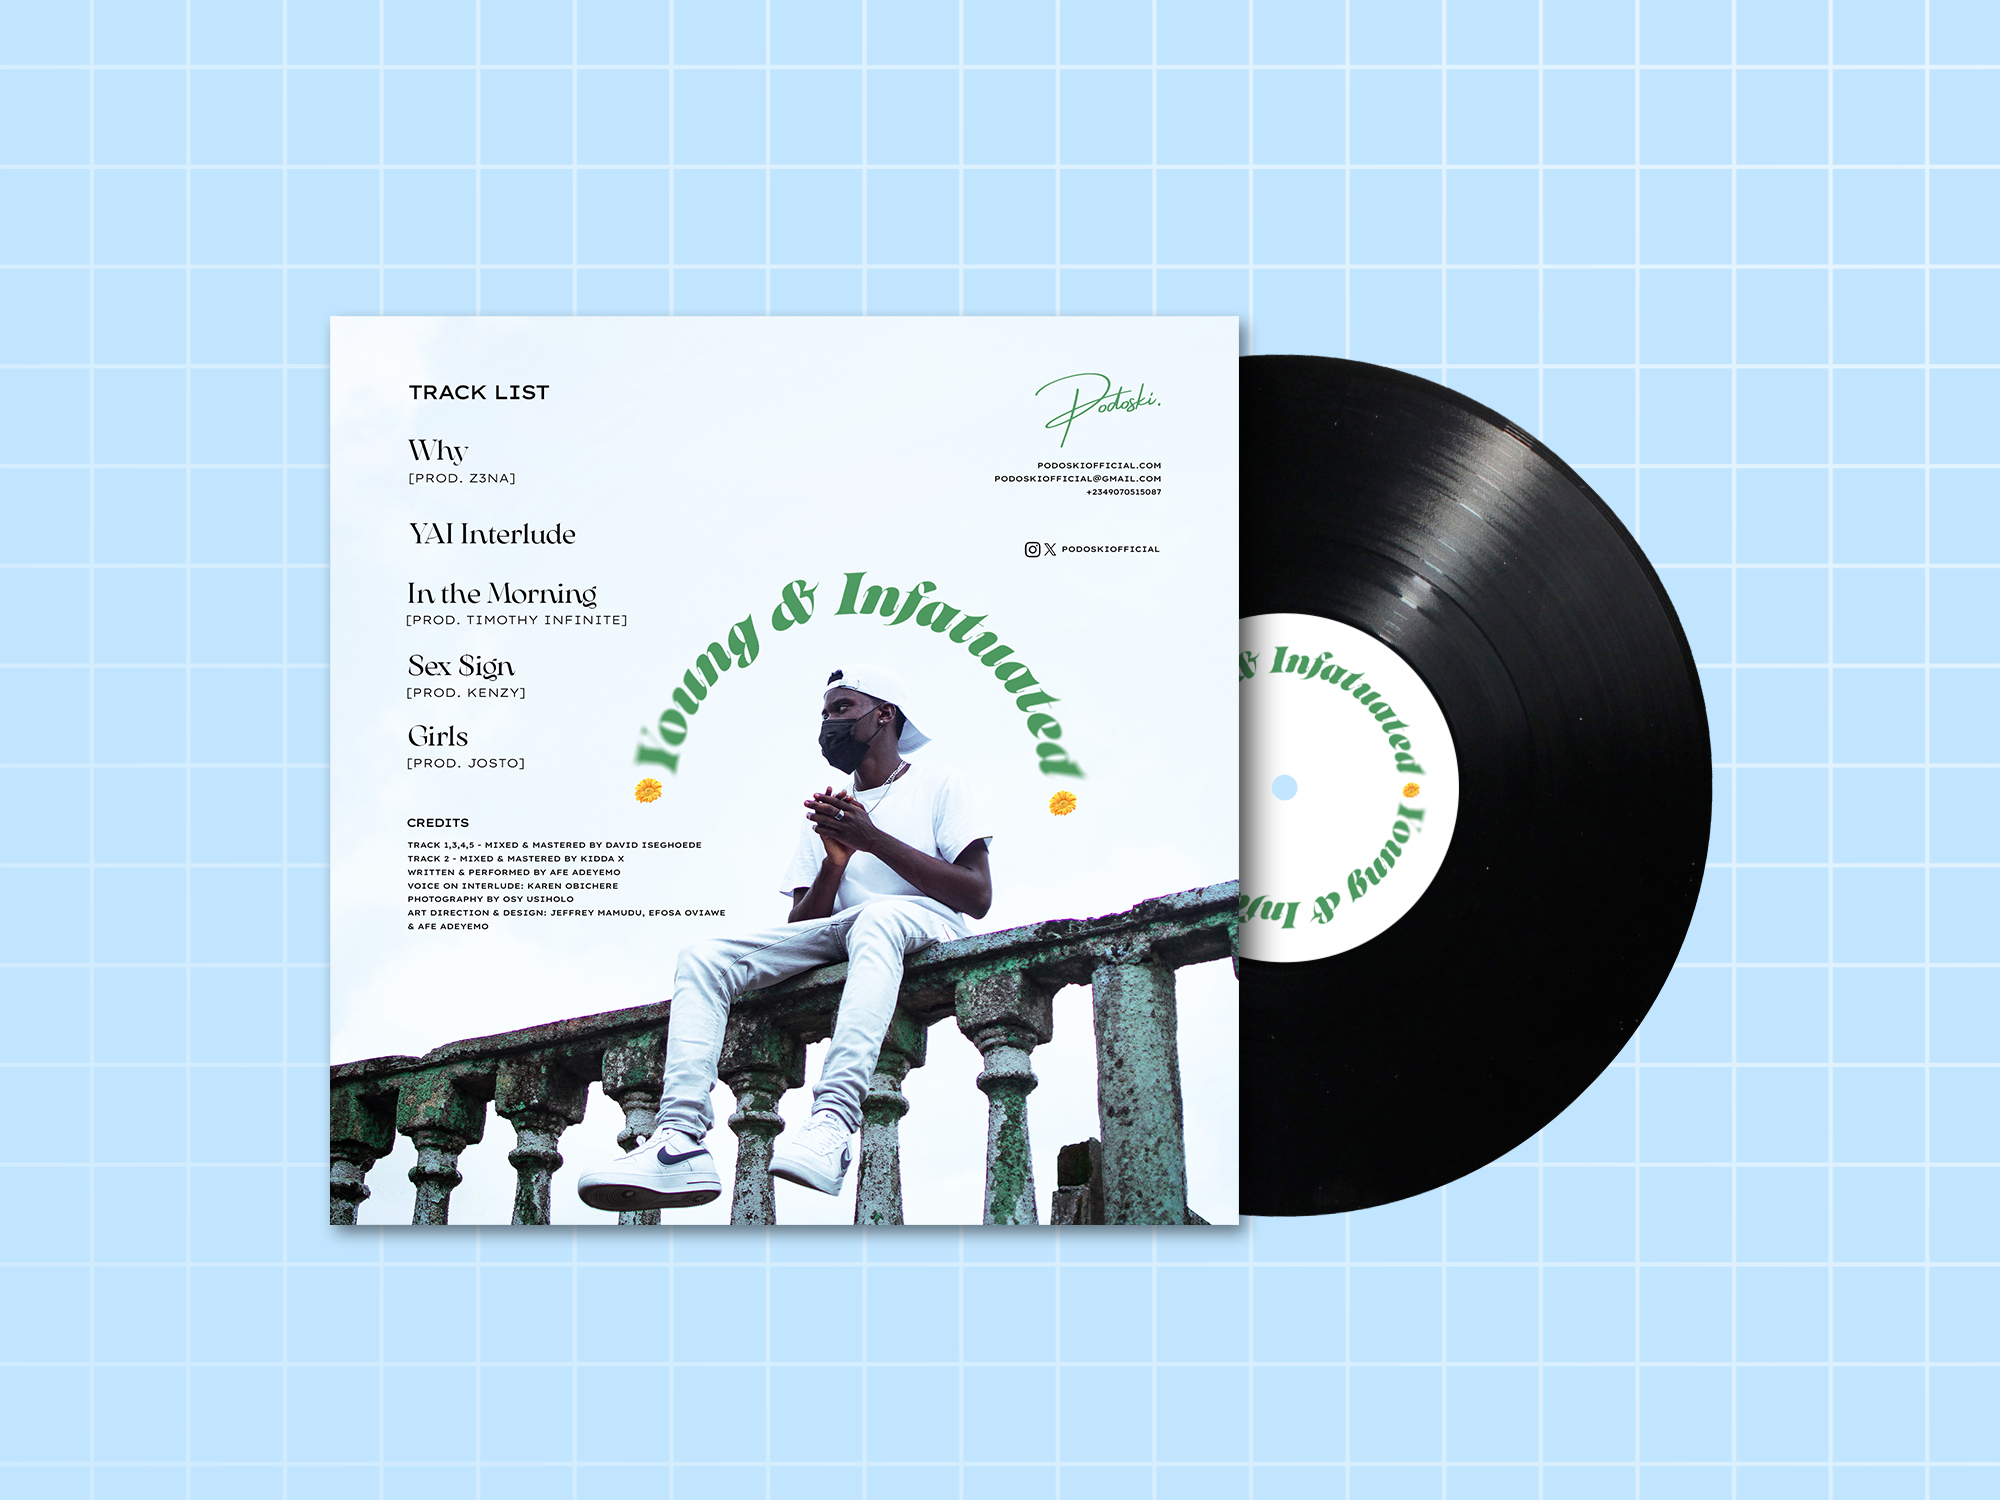 TRACK LIST
Why
[PROD. Z3NA]
YAI Interlude
In the Morning
[PROD. TIMOTHY INFINITE]
Sex Sign
[PROD. KENZY]
Girls
[PROD. JOSTO]
CREDITS
TRACK 1,3,4,5 - MIXED & MASTERED BY DAVID ISEGHOEDE
TRACK 2 - MIXED & MASTERED BY KIDDA X
WRITTEN & PERFORMED BY AFE ADEYEMO
VOICE ON INTERLUDE: KAREN OBICHERE
PHOTOGRAPHY BY OSY USIHOLO
ART DIRECTION & DESIGN: JEFFREY MAMUDU, EFOSA OVIAWE
& AFE ADEYEMO
Podoski.
PODOSKIOFFICIAL.COM
PODOSKIOFFICIAL@GMAIL.COM
+2349070515087
PODOSKIOFFICIAL
Young & Infatuated
& Infatuated
Young & Inf